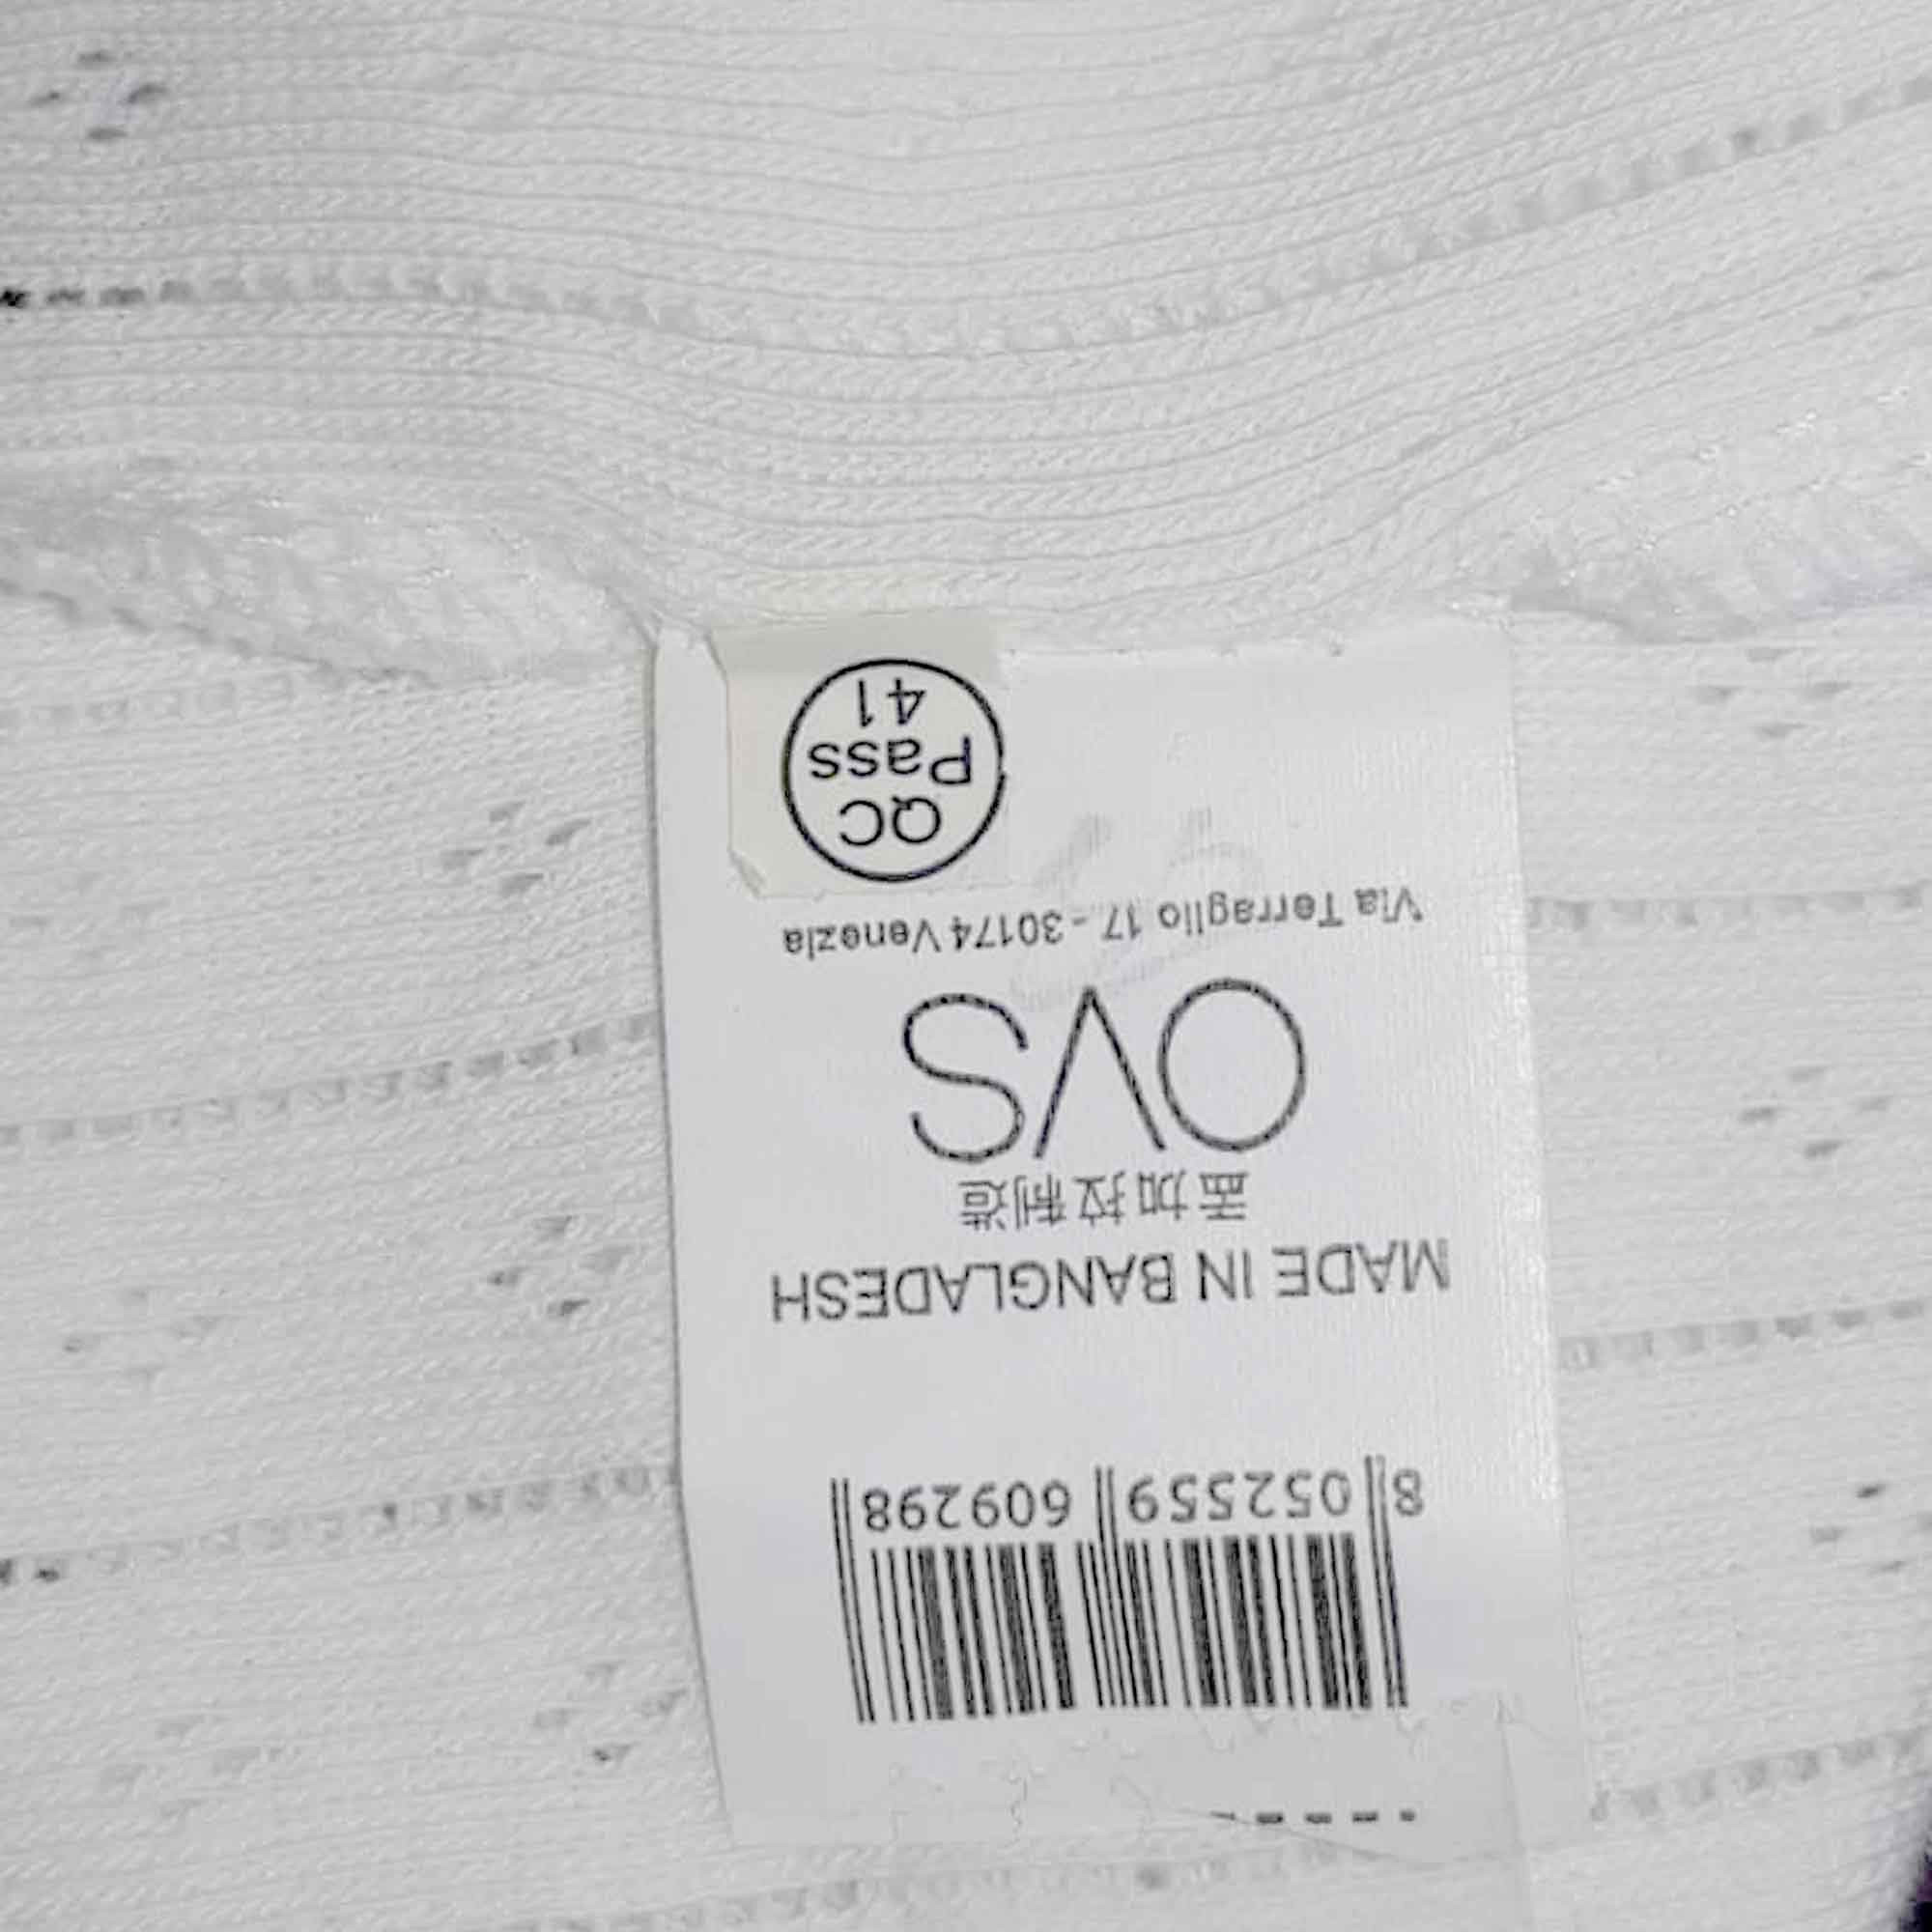 8 052559 609298
MADE IN BANGLADESH
孟加拉制造
OVS
Via Terraglio 17 - 30174 Venezia
QC
Pass
41